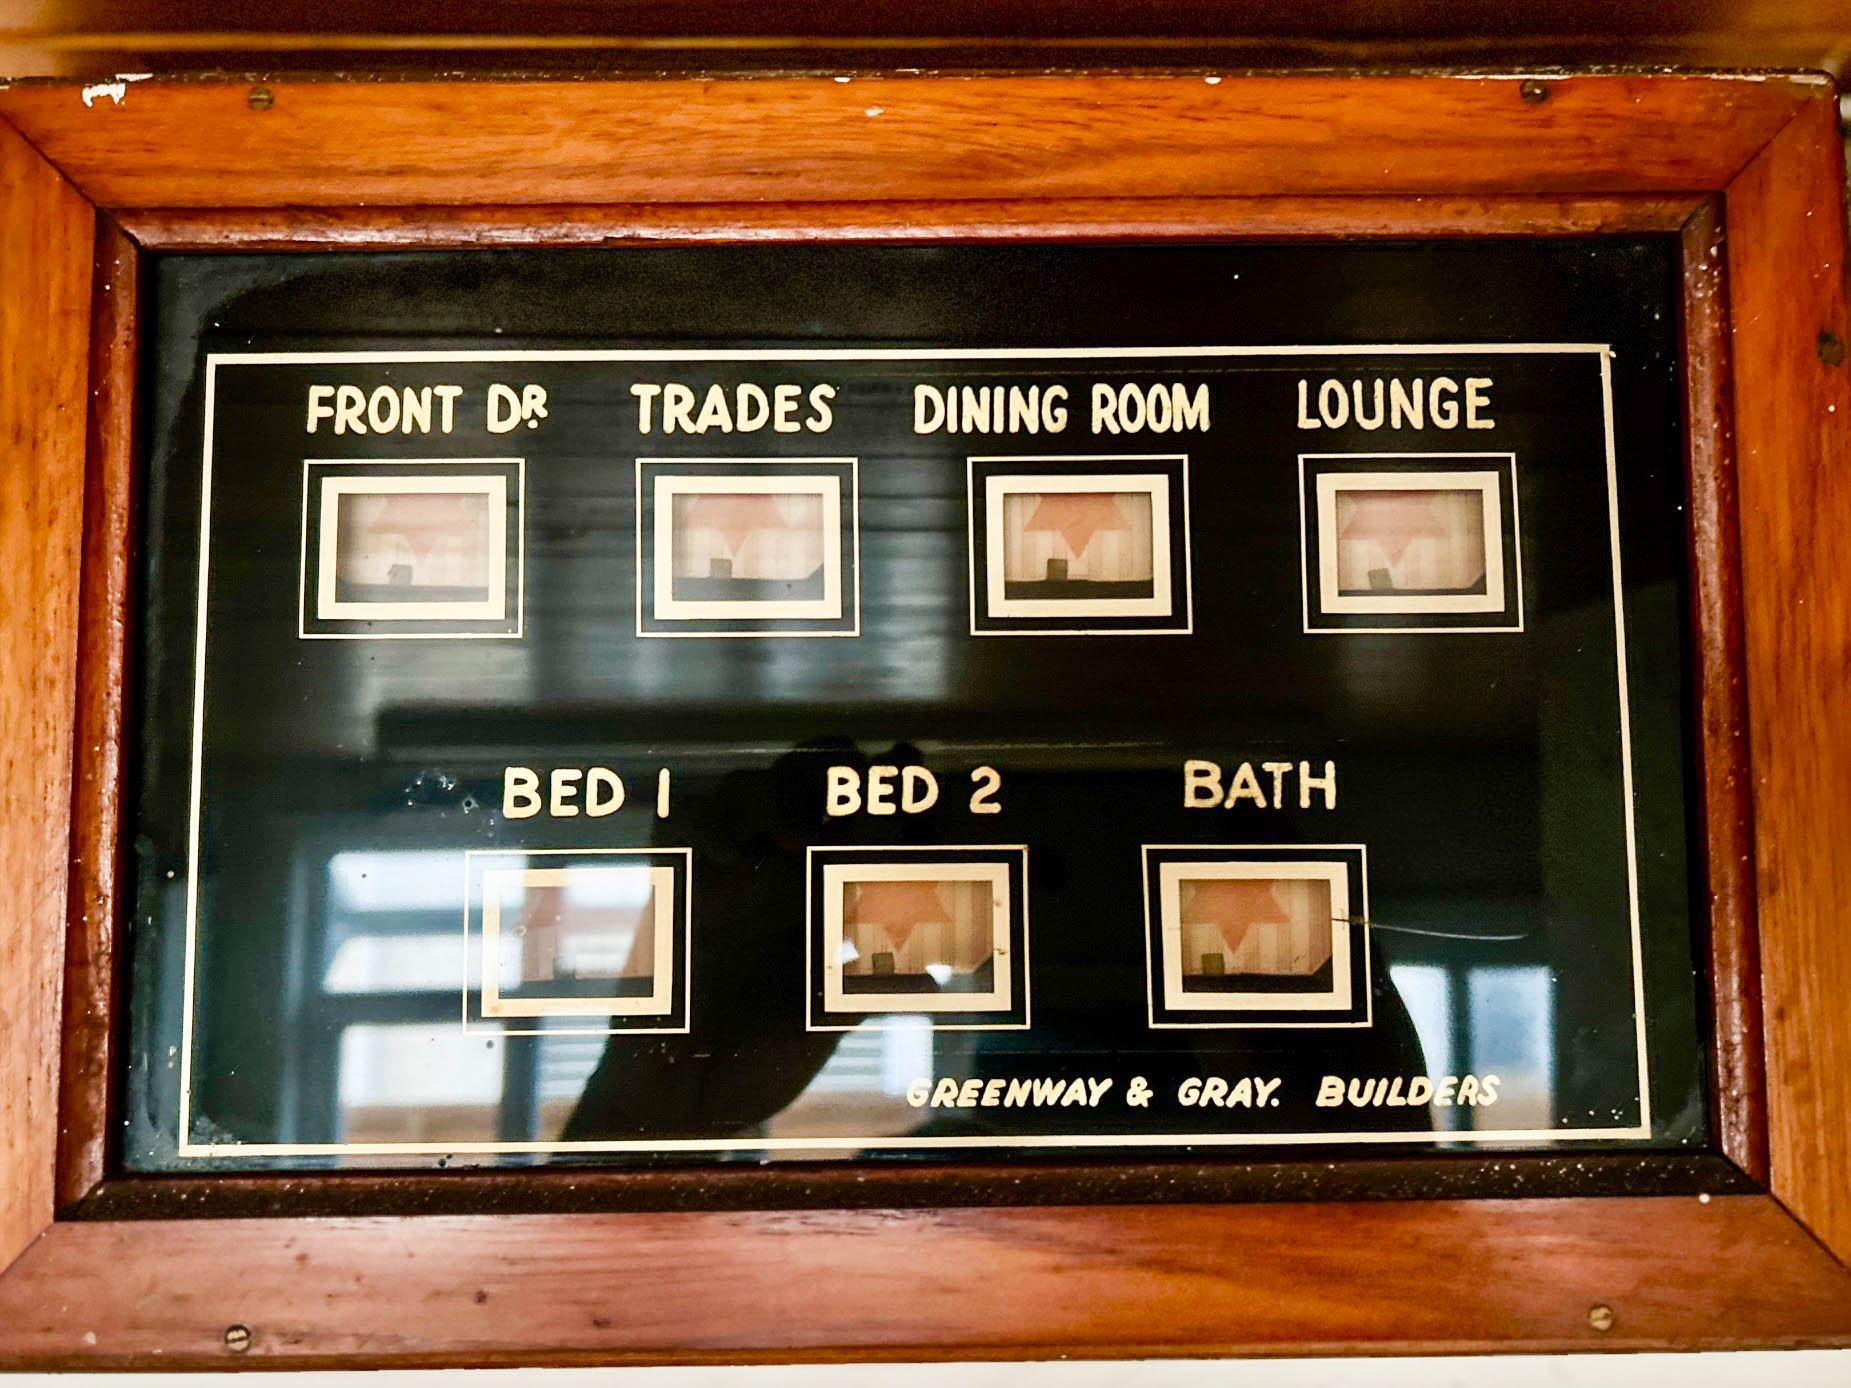 FRONT DR.
TRADES
DINING ROOM
LOUNGE
BED 1
BED 2
BATH
GREENWAY & GRAY. BUILDERS